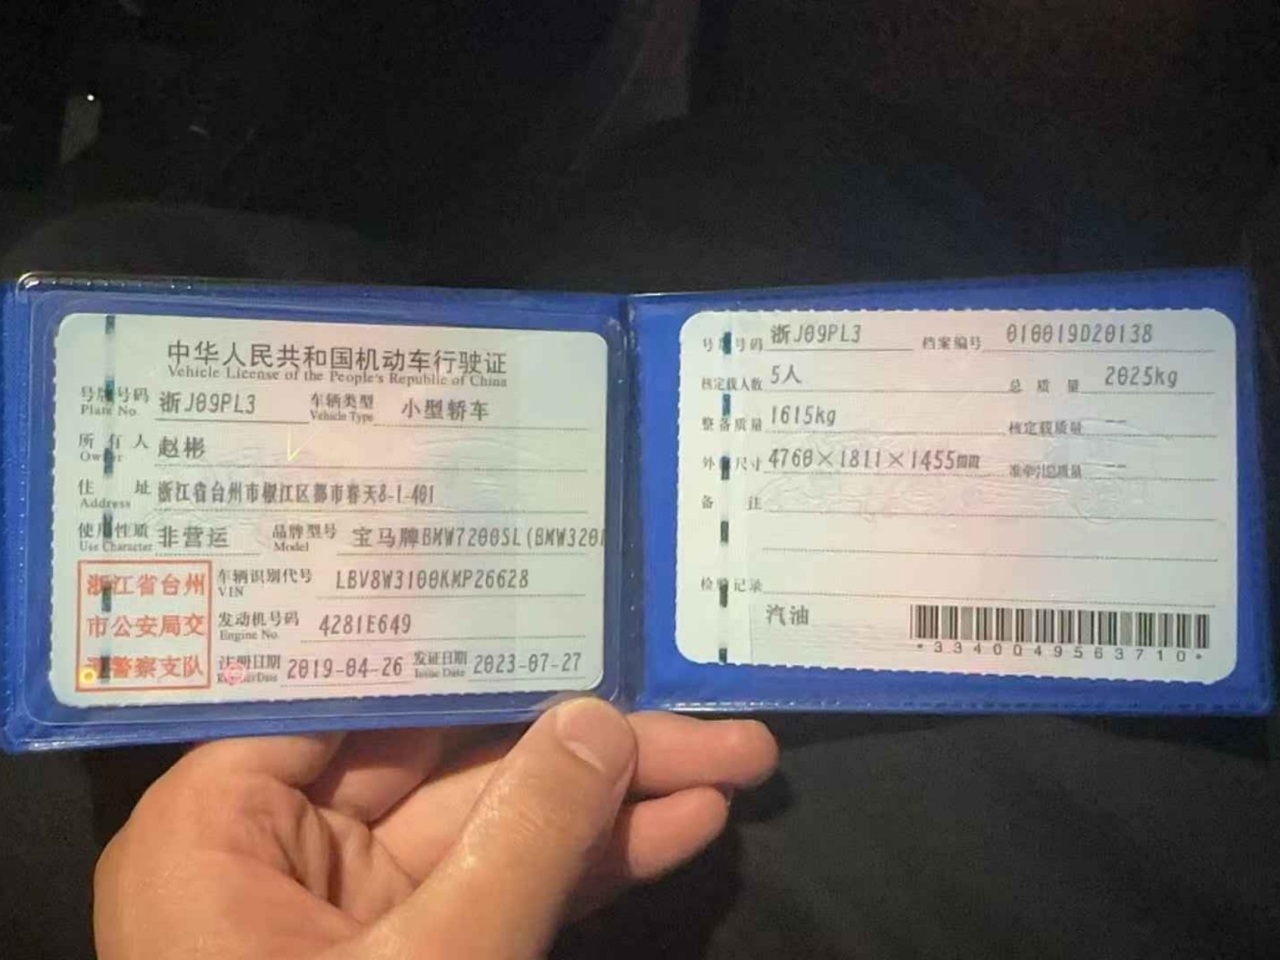 中华人民共和国机动车行驶证
Vehicle License of the People's Republic of China
号牌号码 浙J09PL3 车辆类型 小型轿车
Plate No. Vehicle Type
所有人 赵彬
Owner
住址 浙江省台州市椒江区都市春天8-1-401
Address
使用性质 非营运 品牌型号 宝马牌BMW7200SL(BMW320
Use Character Model
浙江省台州
市公安局交
通警察支队
车辆识别代号 LBV8W3100KMP26628
VIN
发动机号码 4281E649
Engine No.
注册日期 2019-04-26 发证日期 2023-07-27
Register Date Issue Date
号牌号码 浙J09PL3 档案编号 010019D20138
核定载人数 5人 总质量 2025kg
整备质量 1615kg 核定载质量 --
外廓尺寸 4760×1811×1455mm 准牵引总质量 --
备注
检验记录
汽油
*3340049563710*